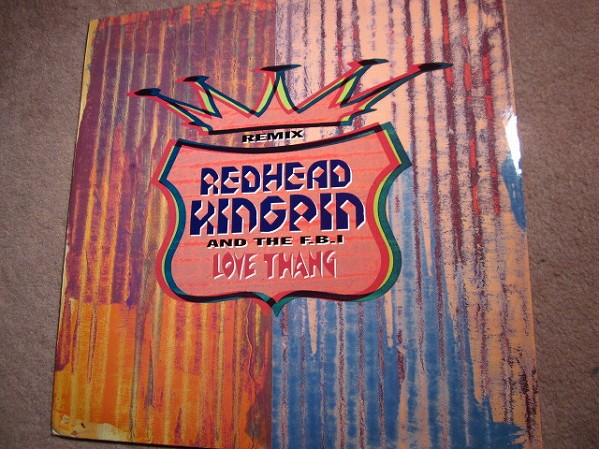 REMIX
REDHEAD
KINGPIN
AND THE F.B.I
LOVE THANG